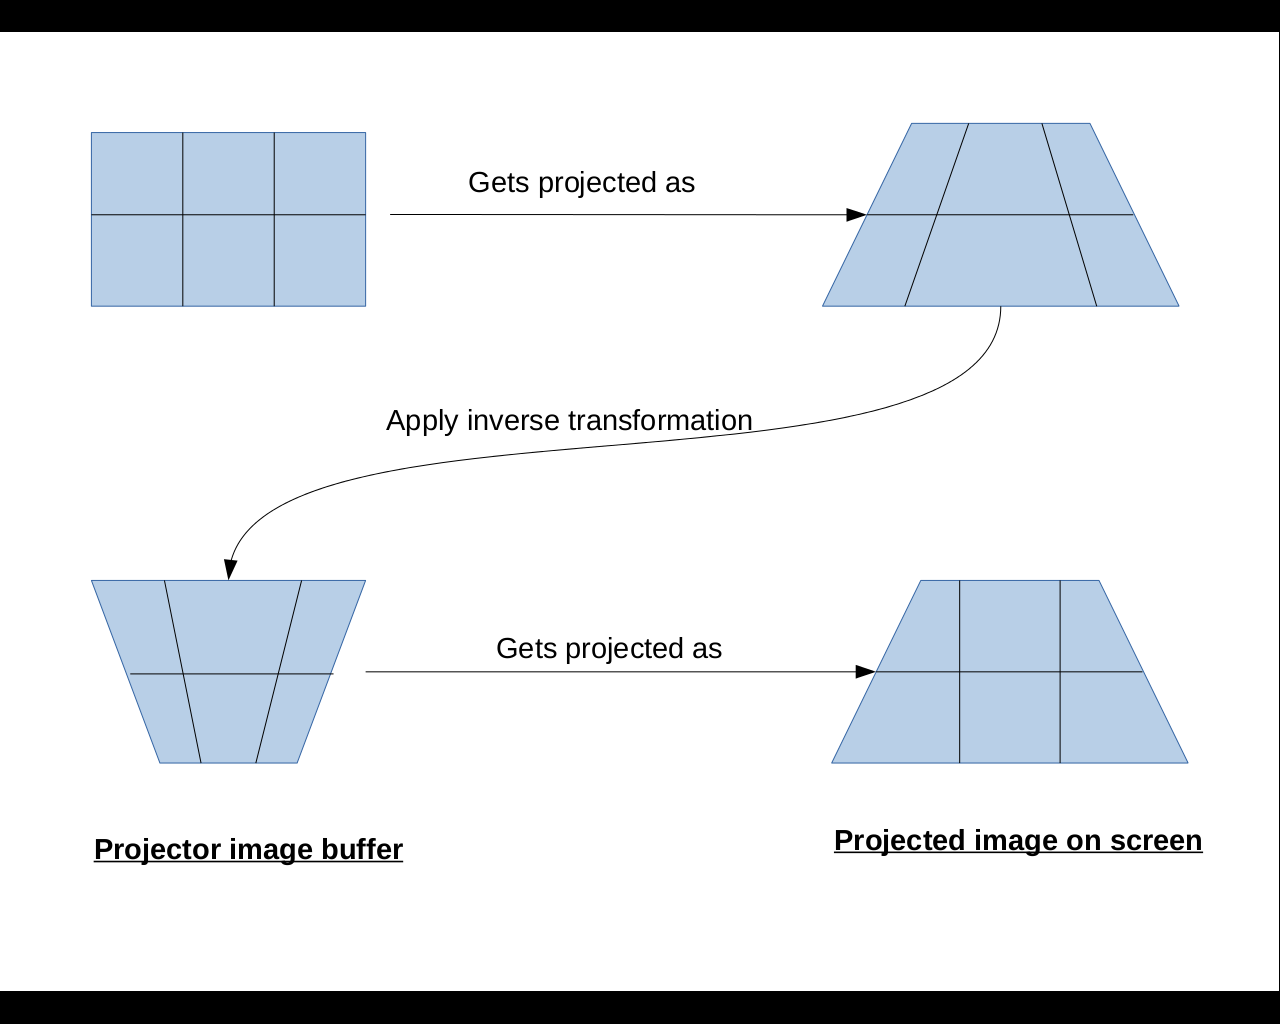 Gets projected as
Apply inverse transformation
Gets projected as
Projector image buffer
Projected image on screen